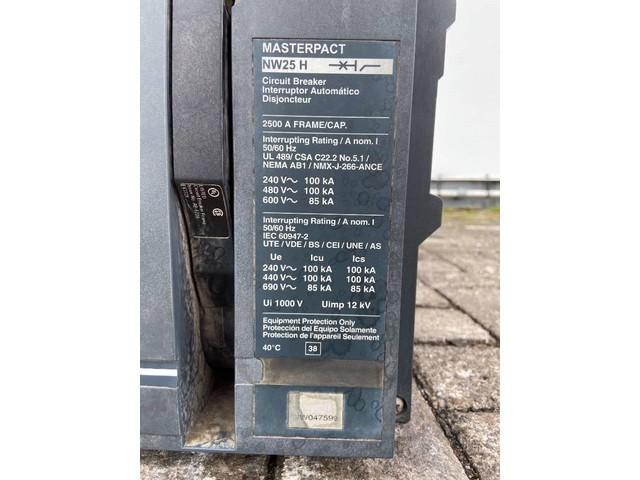 MASTERPACT
NW25 H
Circuit Breaker
Interruptor Automático
Disjoncteur
2500 A FRAME/CAP.
Interrupting Rating / A nom. I
50/60 Hz
UL 489/ CSA C22.2 No.5.1 /
NEMA AB1 / NMX-J-266-ANCE
240 V~ 100 kA
480 V~ 100 kA
600 V~ 85 kA
Interrupting Rating / A nom. I
50/60 Hz
IEC 60947-2
UTE / VDE / BS / CEI / UNE / AS
Ue Icu Ics
240 V~ 100 kA 100 kA
440 V~ 100 kA 100 kA
690 V~ 85 kA 85 kA
Ui 1000 V Uimp 12 kV
Equipment Protection Only
Protección del Equipo Solamente
Protection de l'appareil Seulement
40°C 38